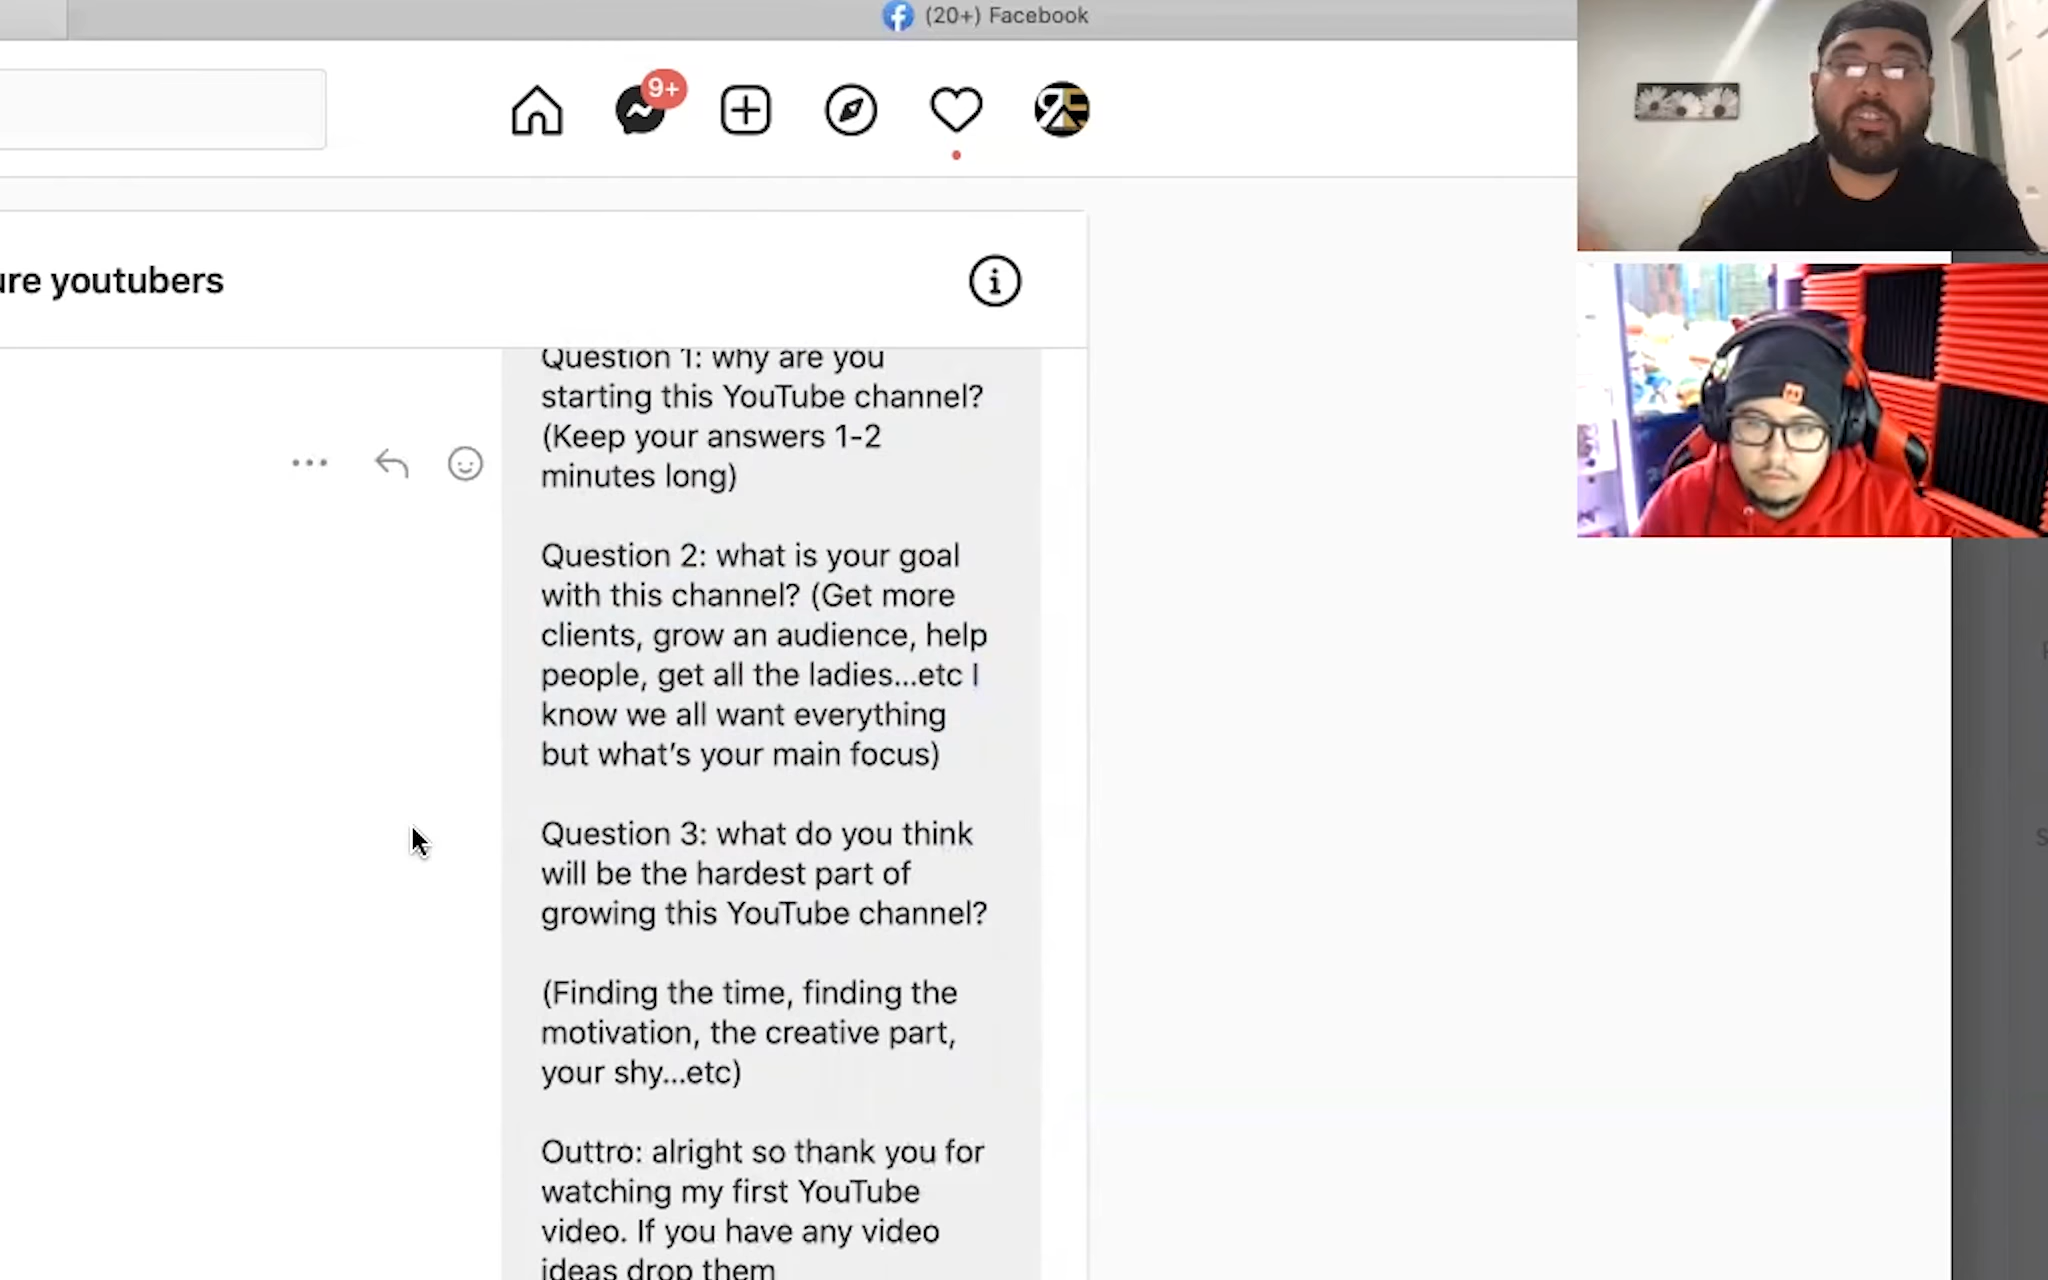 (20+) Facebook
9+
ure youtubers
Question 1: why are you
starting this YouTube channel?
(Keep your answers 1-2
minutes long)
Question 2: what is your goal
with this channel? (Get more
clients, grow an audience, help
people, get all the ladies...etc I
know we all want everything
but what's your main focus)
Question 3: what do you think
will be the hardest part of
growing this YouTube channel?
(Finding the time, finding the
motivation, the creative part,
your shy...etc)
Outtro: alright so thank you for
watching my first YouTube
video. If you have any video
ideas drop them